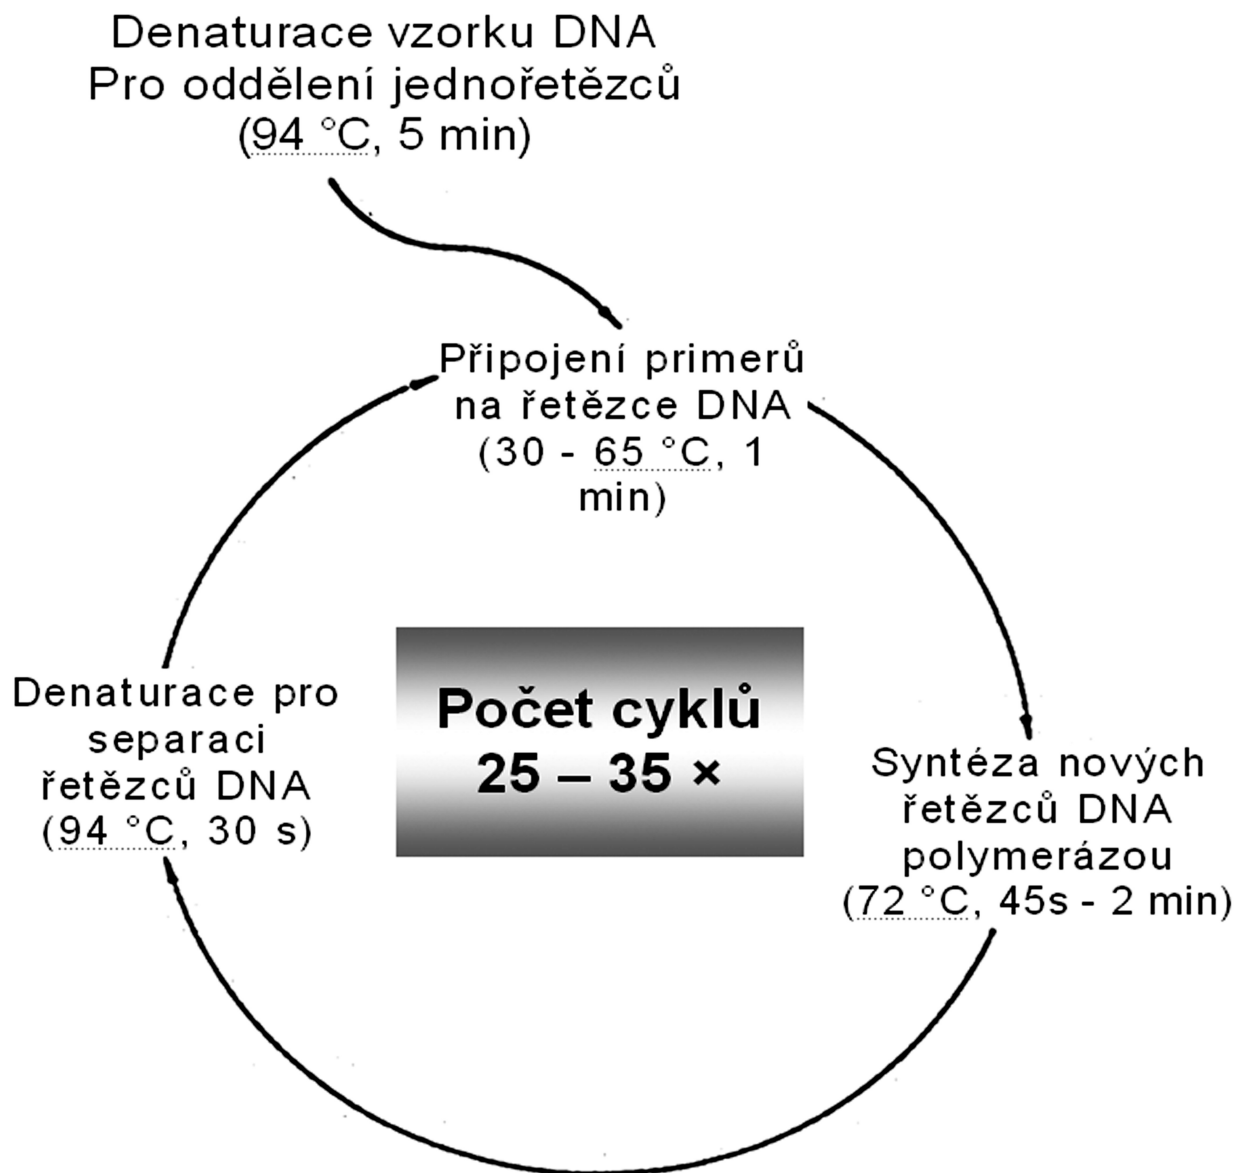 Denaturace vzorku DNA
Pro oddělení jednořetězců
(94 °C, 5 min)
Připojení primerů
na řetězce DNA
(30 - 65 °C, 1
min)
Denaturace pro
separaci
řetězců DNA
(94 °C, 30 s)
Počet cyklů
25 – 35 ×
Syntéza nových
řetězců DNA
polymerázou
(72 °C, 45s - 2 min)